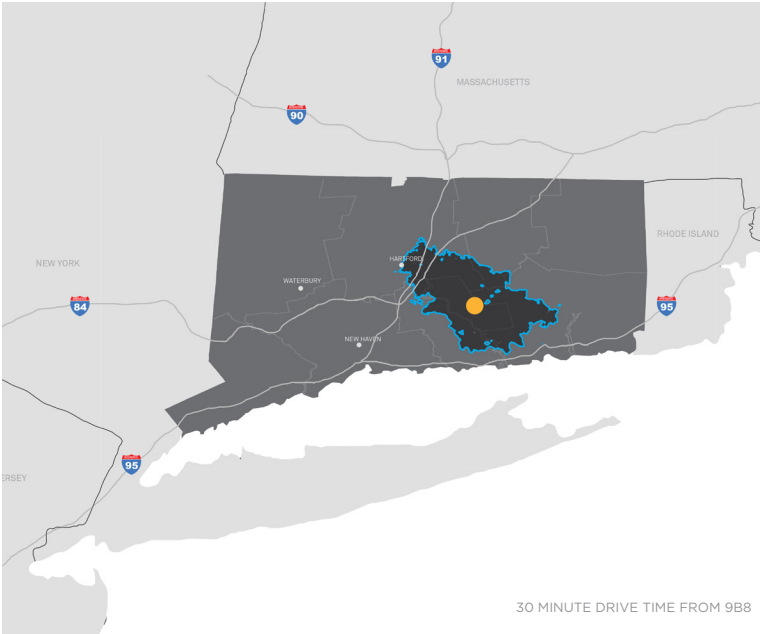 91
MASSACHUSETTS
90
HARTFORD
RHODE ISLAND
NEW YORK
WATERBURY
84
95
NEW HAVEN
95
ERSEY
30 MINUTE DRIVE TIME FROM 9B8